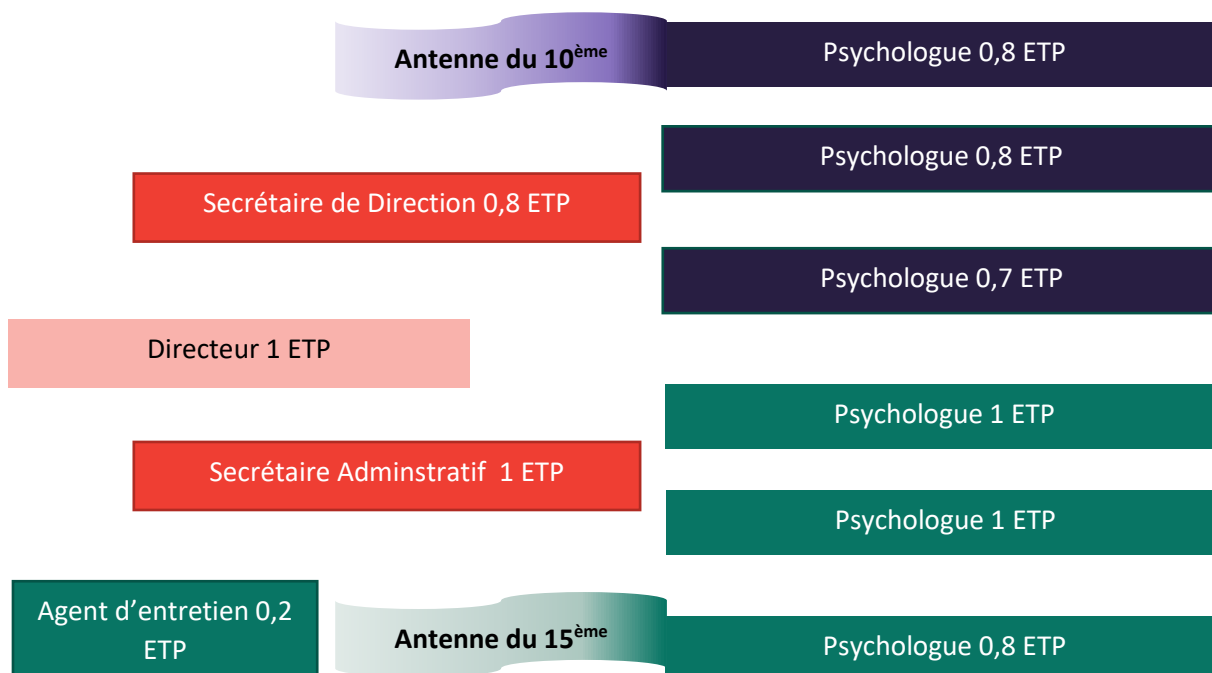 Antenne du 10ème
Psychologue 0,8 ETP
Psychologue 0,8 ETP
Secrétaire de Direction 0,8 ETP
Psychologue 0,7 ETP
Directeur 1 ETP
Psychologue 1 ETP
Secrétaire Adminstratif 1 ETP
Psychologue 1 ETP
Agent d’entretien 0,2
ETP
Antenne du 15ème
Psychologue 0,8 ETP